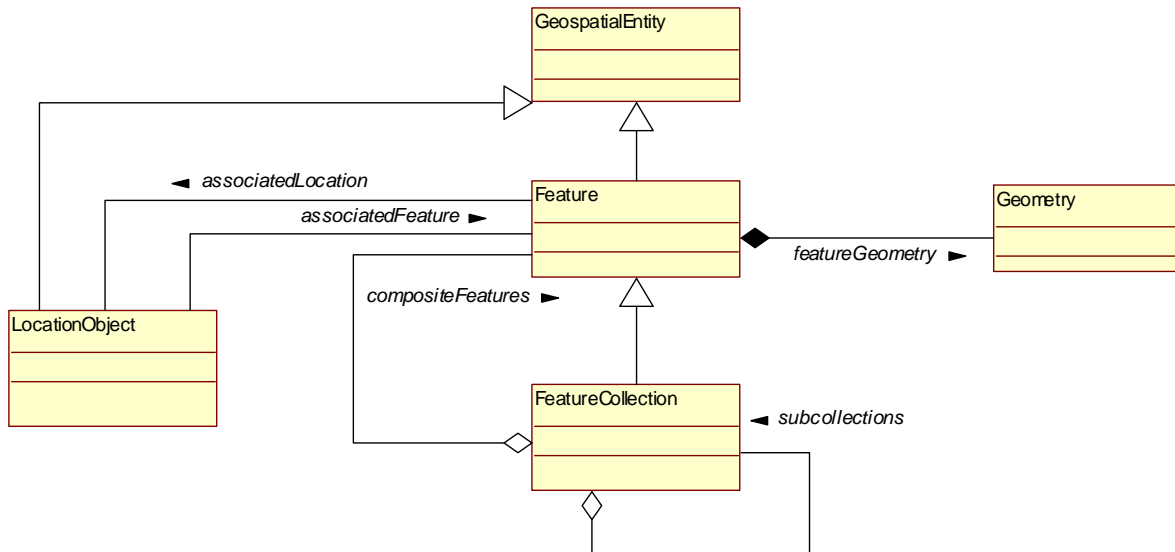 GeospatialEntity
associatedLocation
Feature
Geometry
associatedFeature
featureGeometry
compositeFeatures
LocationObject
FeatureCollection
subcollections